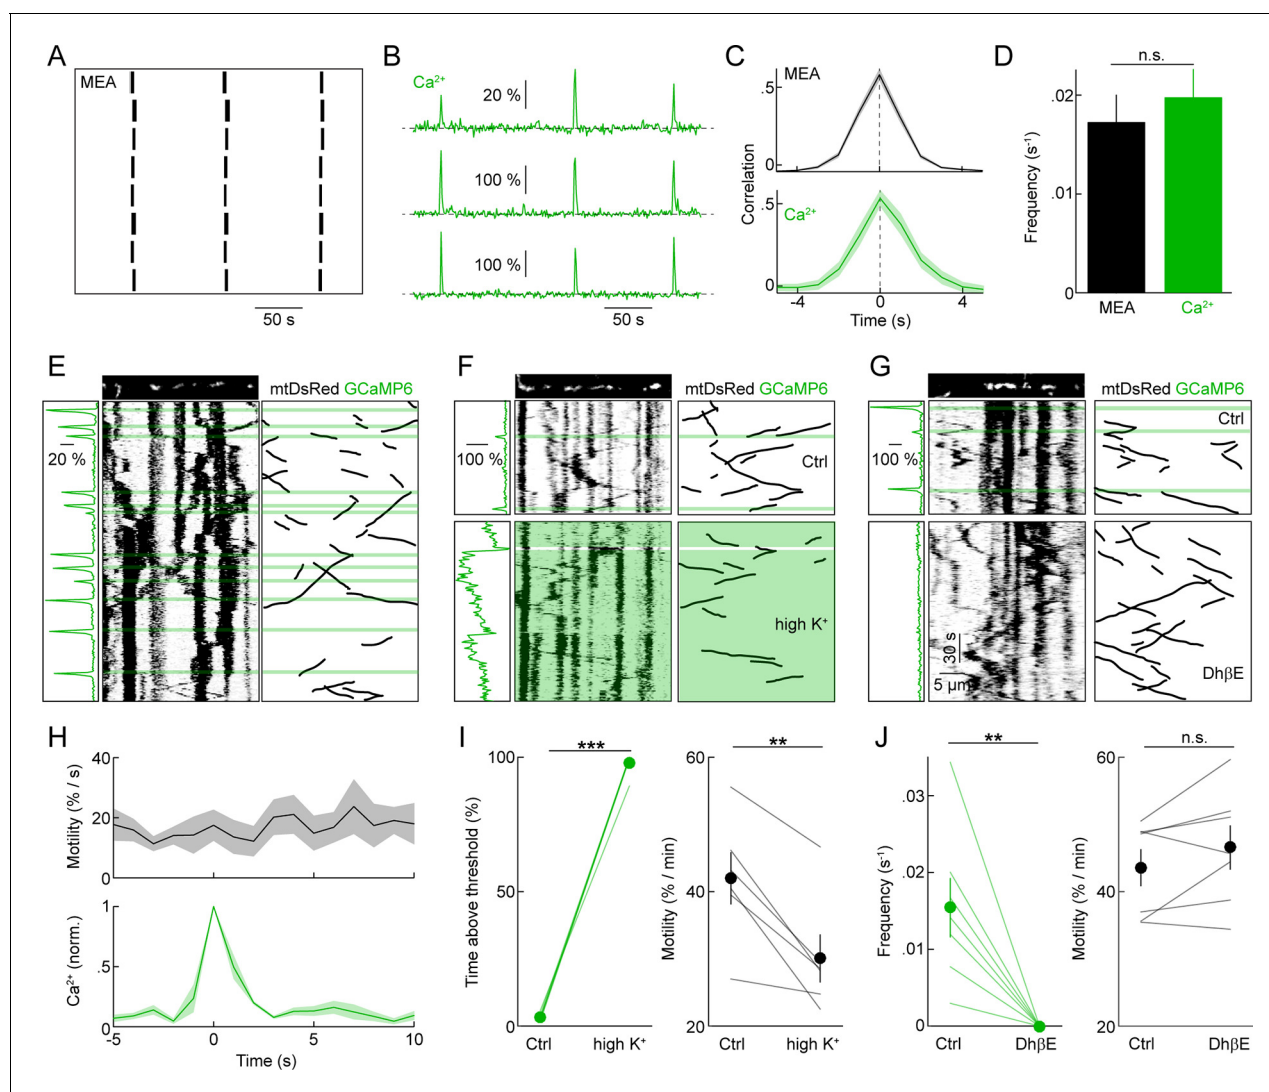 A
MEA
50 s
B
Ca²⁺
20 %
100 %
100 %
50 s
C
MEA
.5
0
Ca²⁺
.5
0
Correlation
-4
0
4
Time (s)
D
n.s.
.02
.01
0
Frequency (s⁻¹)
MEA
Ca²⁺
E
mtDsRed GCaMP6
20 %
F
mtDsRed GCaMP6
100 %
Ctrl
high K⁺
G
mtDsRed GCaMP6
Ctrl
100 %
30 s
5 µm
DhβE
H
40
20
0
Motility (% / s)
1
.5
0
Ca²⁺ (norm.)
-5
0
5
10
Time (s)
I
***
100
50
0
Time above threshold (%)
Ctrl
high K⁺
**
60
40
20
Motility (% / min)
Ctrl
high K⁺
J
**
.03
.02
.01
0
Frequency (s⁻¹)
Ctrl
DhβE
n.s.
60
40
20
Motility (% / min)
Ctrl
DhβE